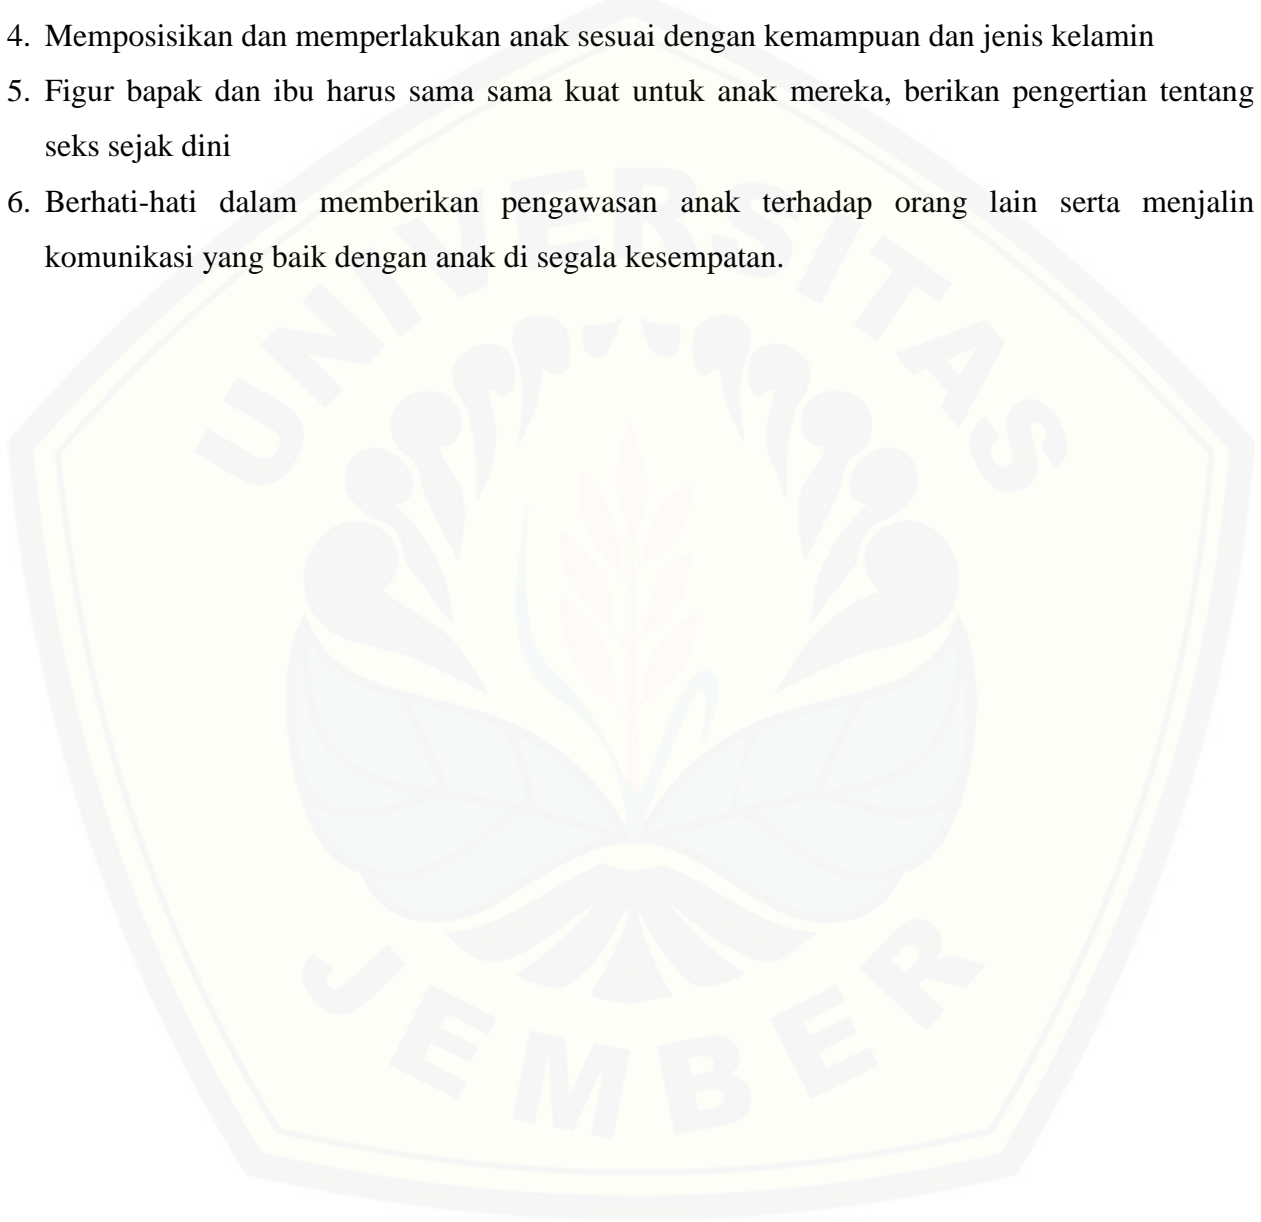 4. Memposisikan dan memperlakukan anak sesuai dengan kemampuan dan jenis kelamin
5. Figur bapak dan ibu harus sama sama kuat untuk anak mereka, berikan pengertian tentang
seks sejak dini
6. Berhati-hati dalam memberikan pengawasan anak terhadap orang lain serta menjalin
komunikasi yang baik dengan anak di segala kesempatan.
UNIVERSITAS
JEMBER